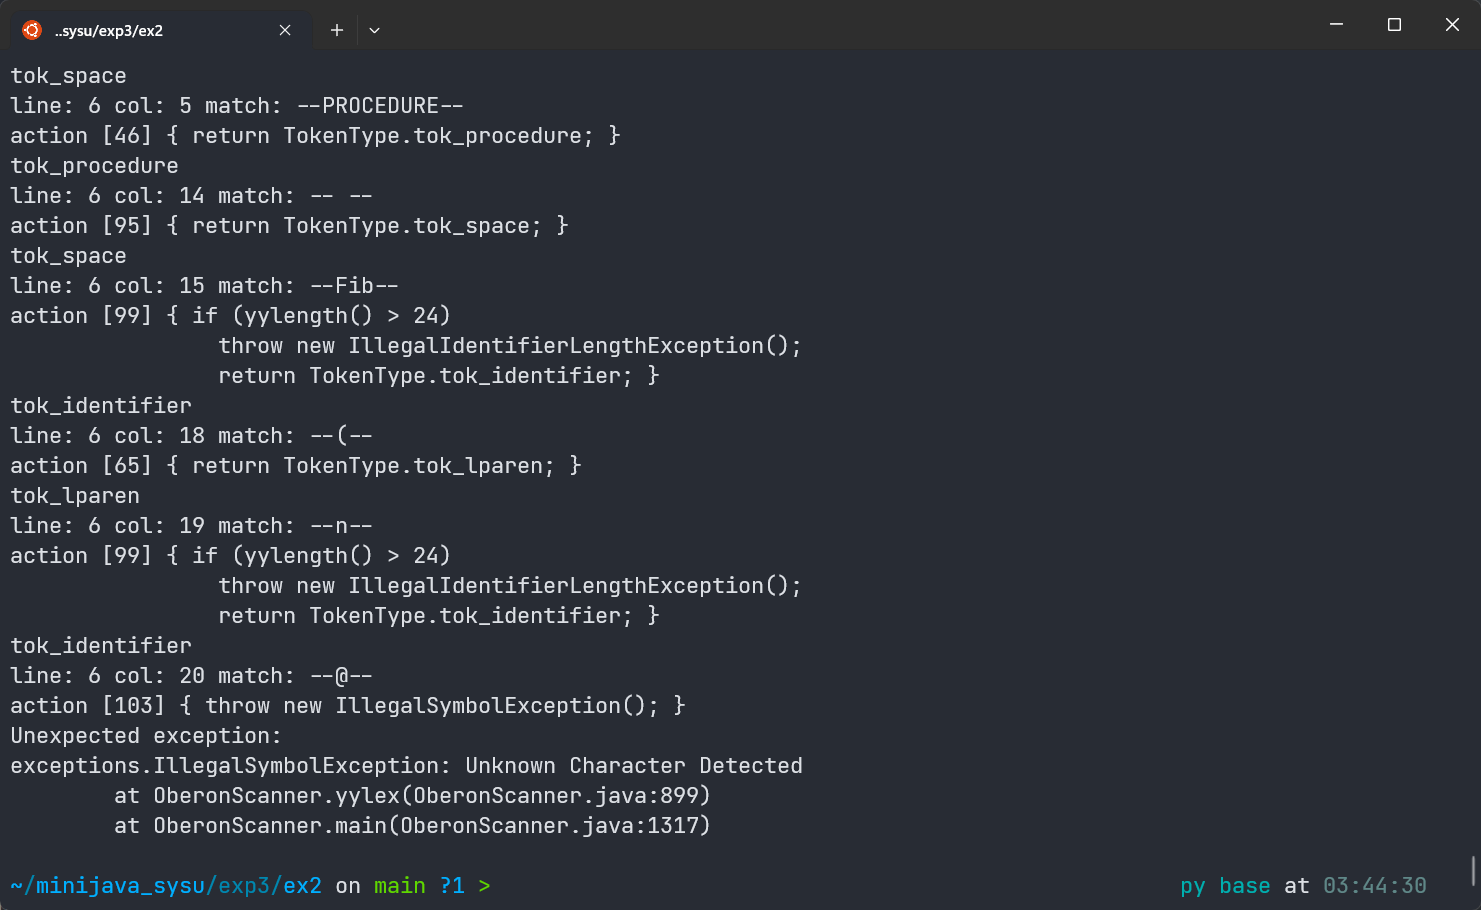 ..sysu/exp3/ex2
tok_space
line: 6 col: 5 match: --PROCEDURE--
action [46] { return TokenType.tok_procedure; }
tok_procedure
line: 6 col: 14 match: -- --
action [95] { return TokenType.tok_space; }
tok_space
line: 6 col: 15 match: --Fib--
action [99] { if (yylength() > 24)
                throw new IllegalIdentifierLengthException();
                return TokenType.tok_identifier; }
tok_identifier
line: 6 col: 18 match: --(--
action [65] { return TokenType.tok_lparen; }
tok_lparen
line: 6 col: 19 match: --n--
action [99] { if (yylength() > 24)
                throw new IllegalIdentifierLengthException();
                return TokenType.tok_identifier; }
tok_identifier
line: 6 col: 20 match: --@--
action [103] { throw new IllegalSymbolException(); }
Unexpected exception:
exceptions.IllegalSymbolException: Unknown Character Detected
        at OberonScanner.yylex(OberonScanner.java:899)
        at OberonScanner.main(OberonScanner.java:1317)
~/minijava_sysu/exp3/ex2 on main ?1 > py base at 03:44:30